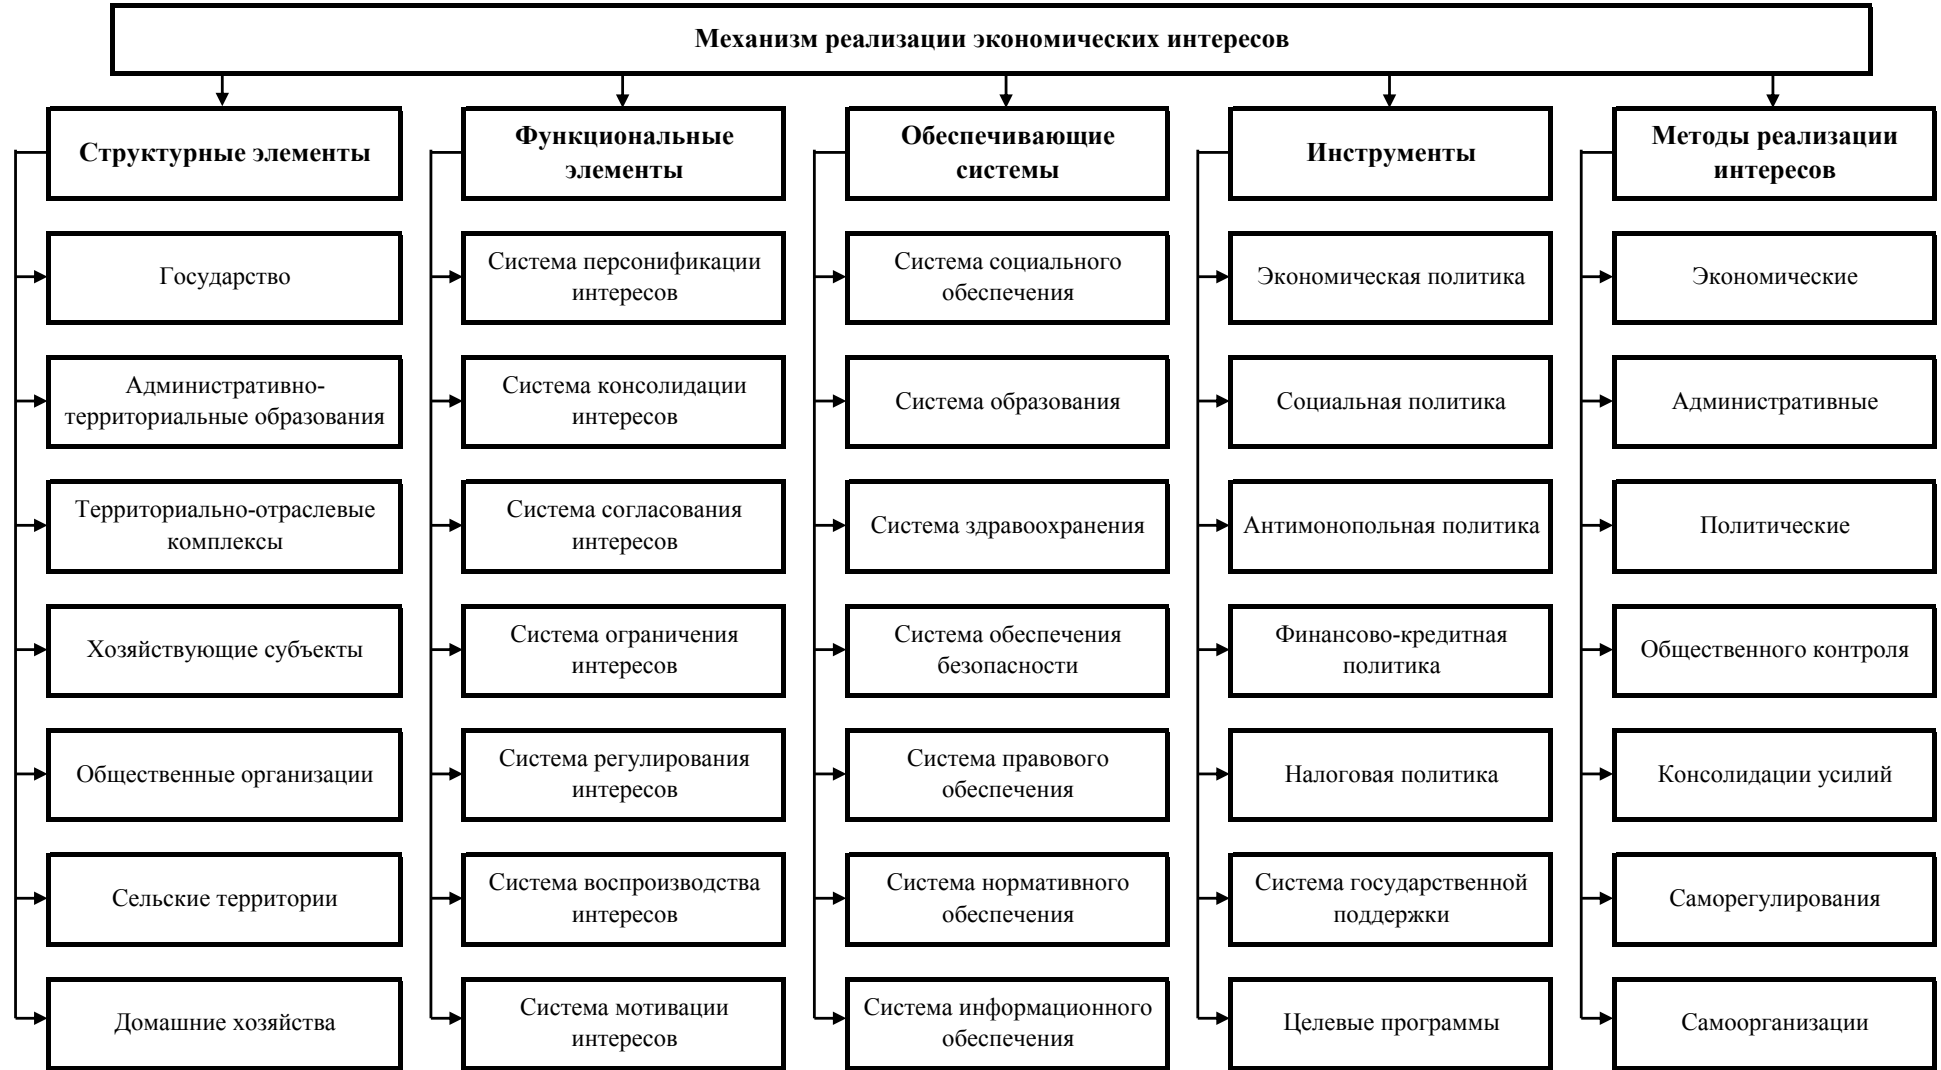 Механизм реализации экономических интересов
Структурные элементы
Государство
Административно-
территориальные образования
Территориально-отраслевые
комплексы
Хозяйствующие субъекты
Общественные организации
Сельские территории
Домашние хозяйства
Функциональные
элементы
Система персонификации
интересов
Система консолидации
интересов
Система согласования
интересов
Система ограничения
интересов
Система регулирования
интересов
Система воспроизводства
интересов
Система мотивации
интересов
Обеспечивающие
системы
Система социального
обеспечения
Система образования
Система здравоохранения
Система обеспечения
безопасности
Система правового
обеспечения
Система нормативного
обеспечения
Система информационного
обеспечения
Инструменты
Экономическая политика
Социальная политика
Антимонопольная политика
Финансово-кредитная
политика
Налоговая политика
Система государственной
поддержки
Целевые программы
Методы реализации
интересов
Экономические
Административные
Политические
Общественного контроля
Консолидации усилий
Саморегулирования
Самоорганизации